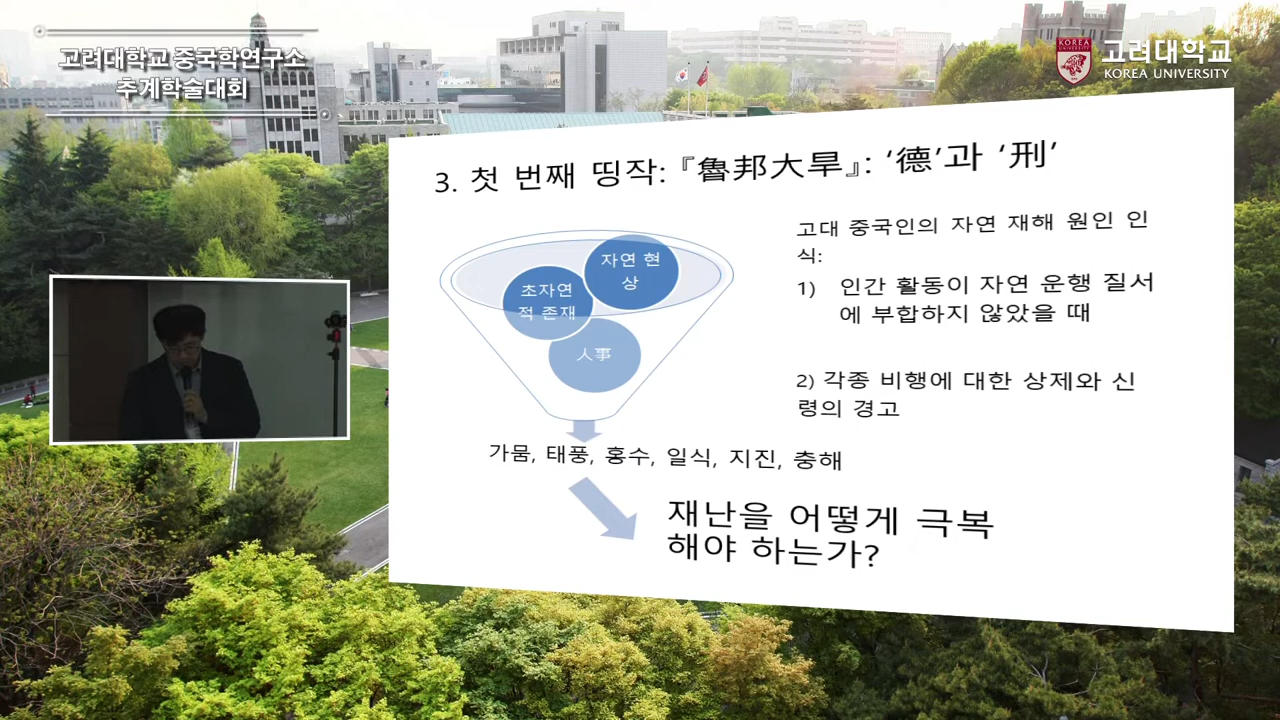 고려대학교 중국학연구소
추계학술대회
고려대학교
KOREA UNIVERSITY
KOREA
UNIVERSITY
3. 첫 번째 띵작: 『魯邦大旱』: ‘德’과 ‘刑’
자연 현
상
초자연
적 존재
人事
가뭄, 태풍, 홍수, 일식, 지진, 충해
재난을 어떻게 극복
해야 하는가?
고대 중국인의 자연 재해 원인 인
식:
1) 인간 활동이 자연 운행 질서
에 부합하지 않았을 때
2) 각종 비행에 대한 상제와 신
령의 경고